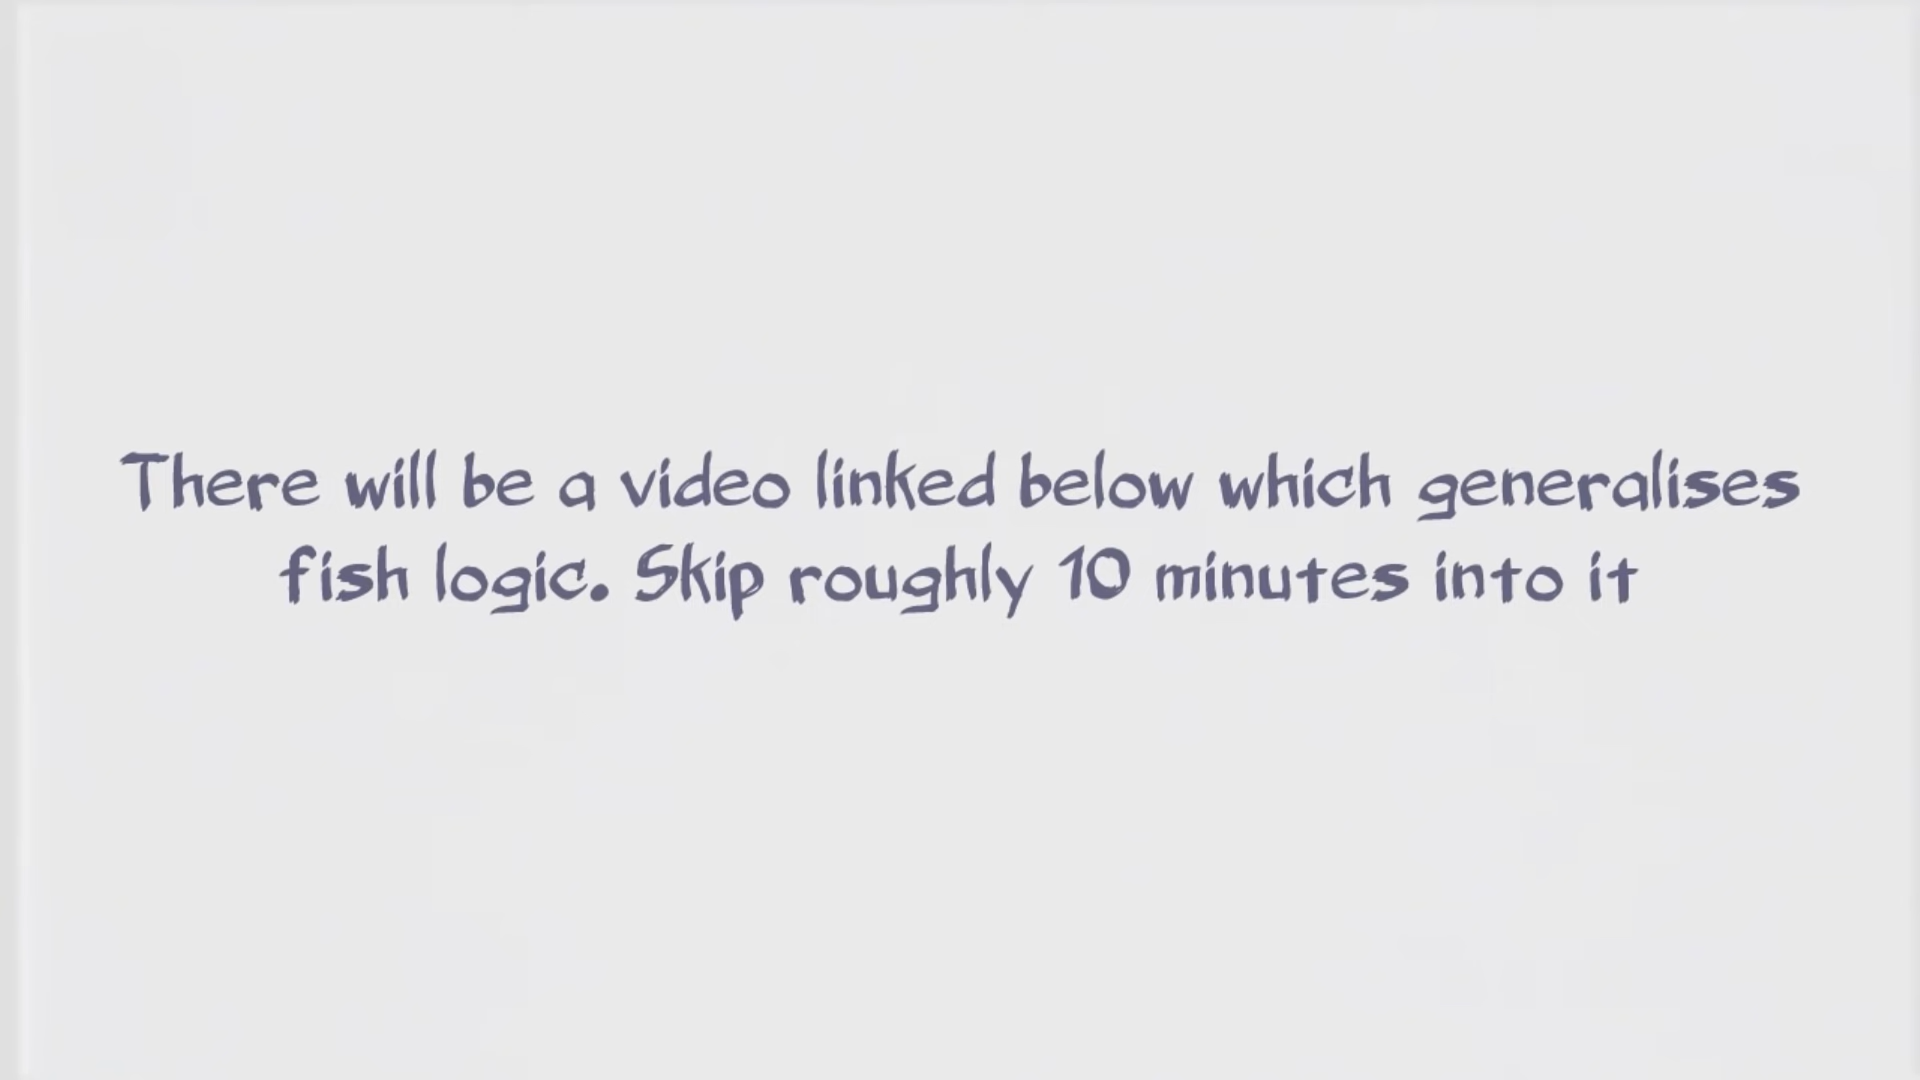 There will be a video linked below which generalises
fish logic. Skip roughly 10 minutes into it